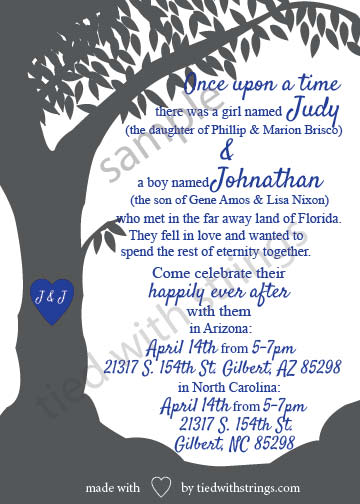 Once upon a time
there was a girl named Judy
(the daughter of Phillip & Marion Brisco)
&
a boy named Johnathan
(the son of Gene Amos & Lisa Nixon)
who met in the far away land of Florida.
They fell in love and wanted to
spend the rest of eternity together.
Come celebrate their
happily ever after
with them
in Arizona:
April 14th from 5-7pm
21317 S. 154th St. Gilbert, AZ 85298
in North Carolina:
April 14th from 5-7pm
21317 S. 154th St.
Gilbert, NC 85298
J & J
sample
tied with strings
made with by tiedwithstrings.com